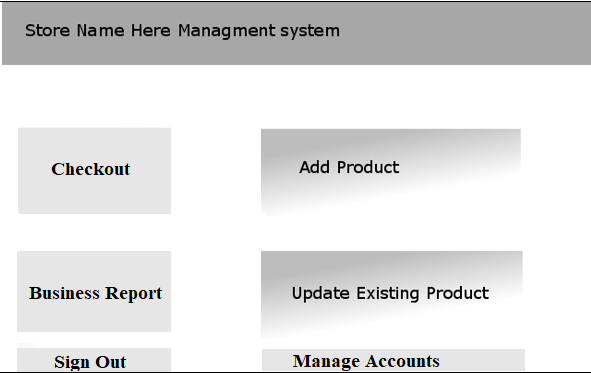 Store Name Here Managment system
Checkout
Add Product
Business Report
Update Existing Product
Sign Out
Manage Accounts